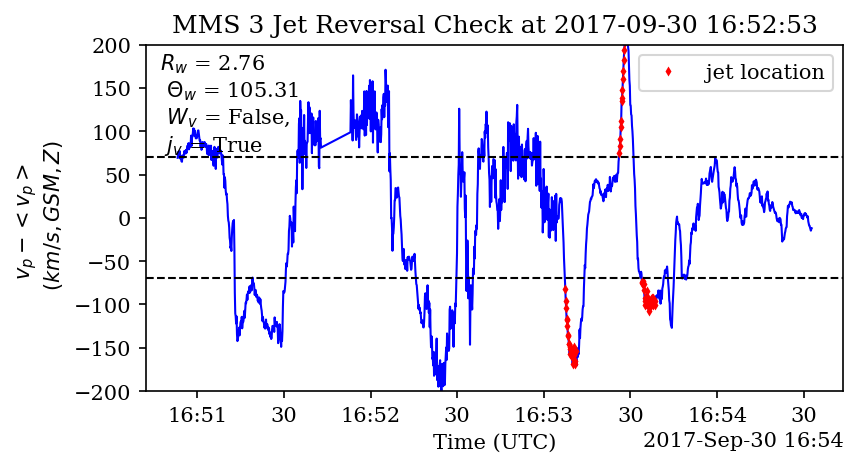 MMS 3 Jet Reversal Check at 2017-09-30 16:52:53
R_w = 2.76
Θ_w = 105.31
W_v = False,
j_v = True
jet location
v_p - < v_p >
(km/s, GSM, Z)
200
150
100
50
0
−50
−100
−150
−200
16:51 30 16:52 30 16:53 30 16:54 30
Time (UTC)
2017-Sep-30 16:54